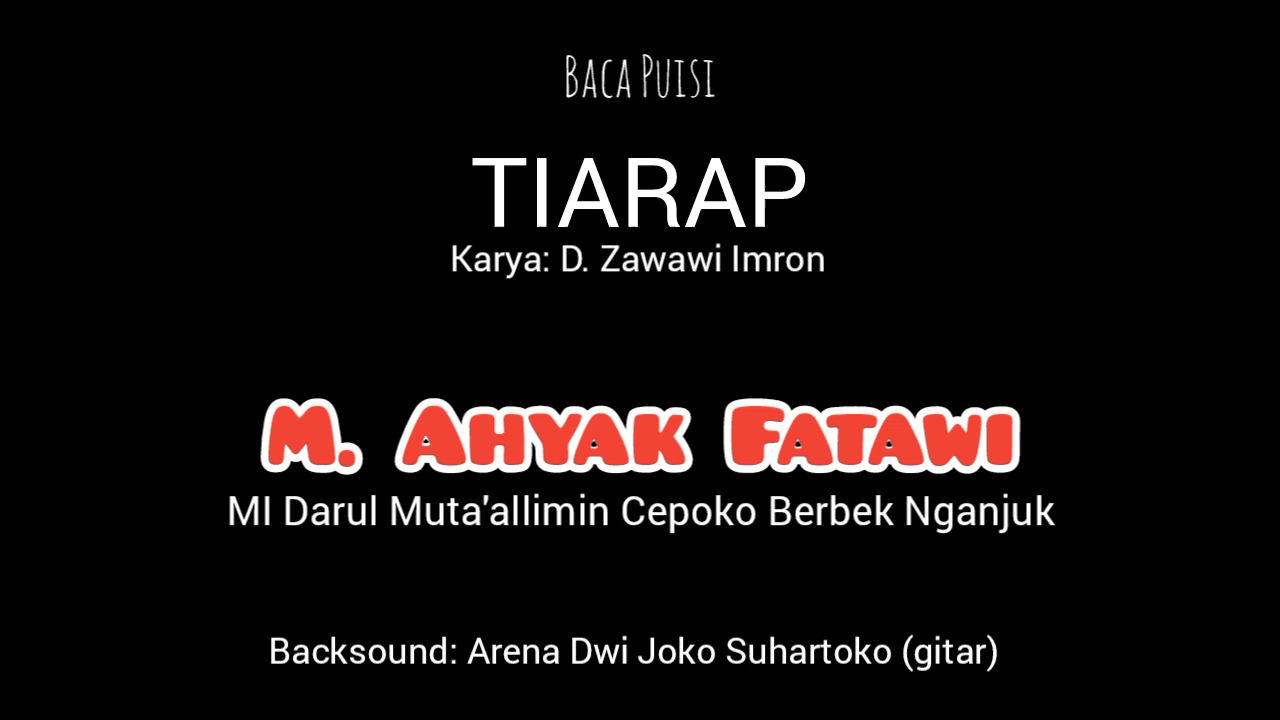 Baca Puisi
TIARAP
Karya: D. Zawawi Imron
M. Ahyak Fatawi
MI Darul Muta'allimin Cepoko Berbek Nganjuk
Backsound: Arena Dwi Joko Suhartoko (gitar)